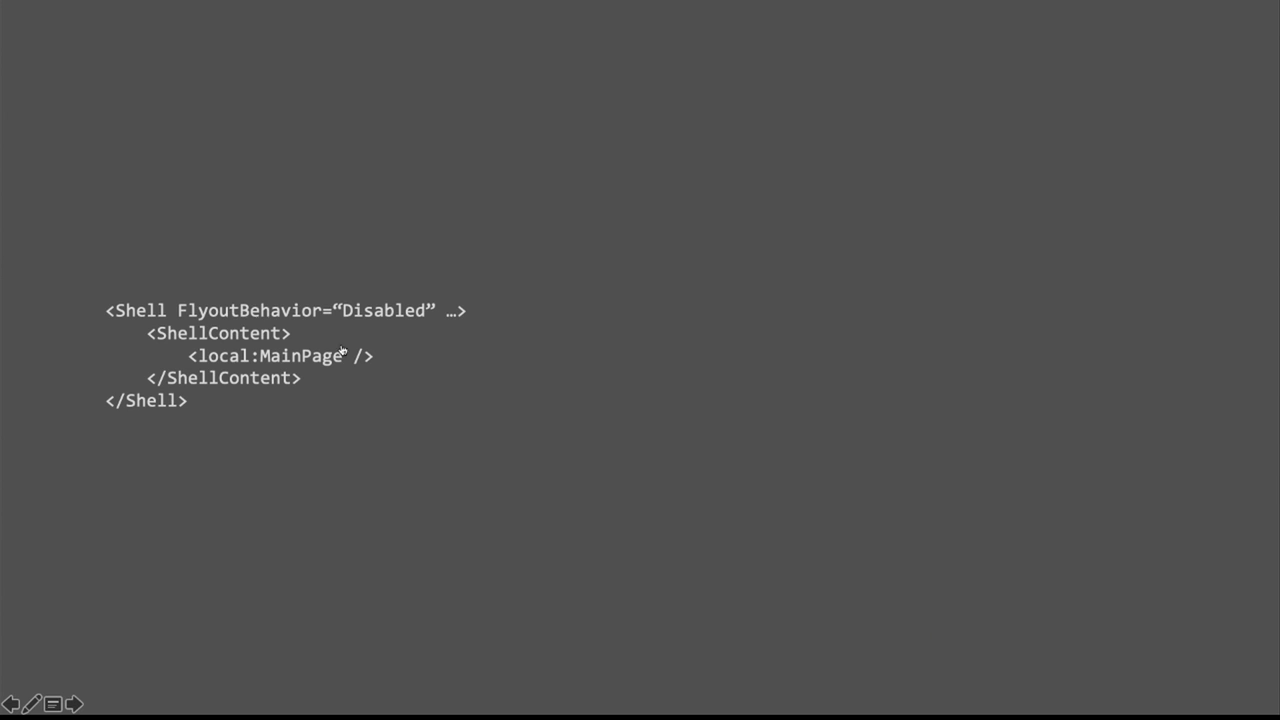 <Shell FlyoutBehavior=“Disabled” …>
    <ShellContent>
        <local:MainPage />
    </ShellContent>
</Shell>